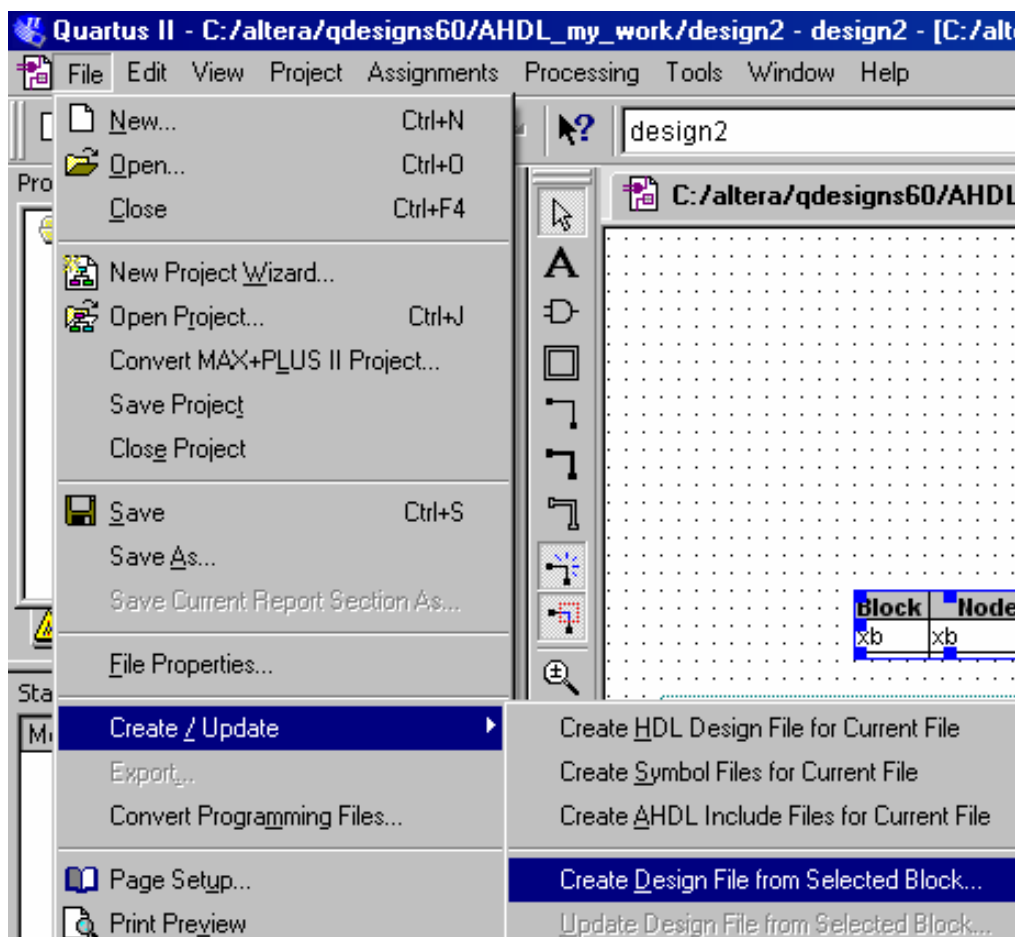 Quartus II - C:/altera/qdesigns60/AHDL_my_work/design2 - design2 - [C:/alt
File Edit View Project Assignments Processing Tools Window Help
New... Ctrl+N
design2
Open... Ctrl+O
Pro
C:/altera/qdesigns60/AHDL
Close Ctrl+F4
A
New Project Wizard...
Open Project... Ctrl+J
Convert MAX+PLUS II Project...
Save Project
Close Project
Save Ctrl+S
Save As...
Save Current Report Section As...
Block Node
xb xb
File Properties...
Sta
Create / Update
Create HDL Design File for Current File
Export...
Create Symbol Files for Current File
Convert Programming Files...
Create AHDL Include Files for Current File
Page Setup...
Create Design File from Selected Block...
Print Preview
Update Design File from Selected Block...